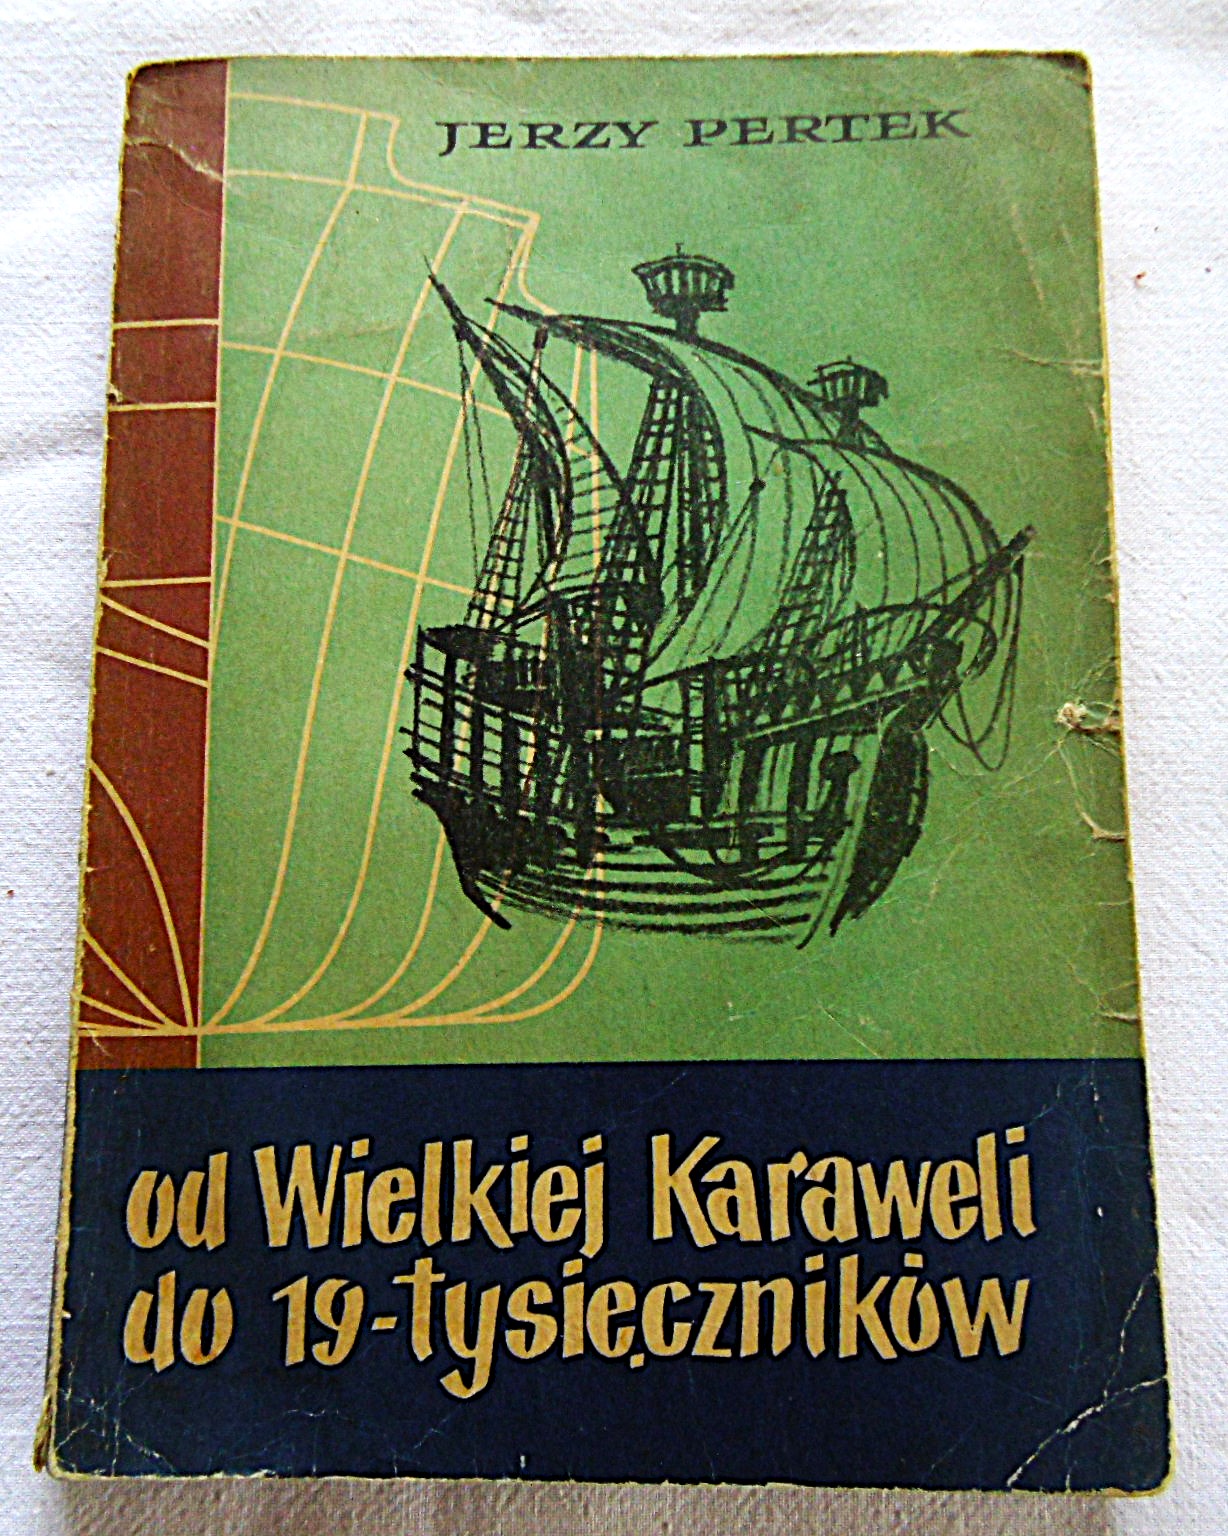 JERZY PERTEK
od Wielkiej Karaweli
do 19-tysięczników